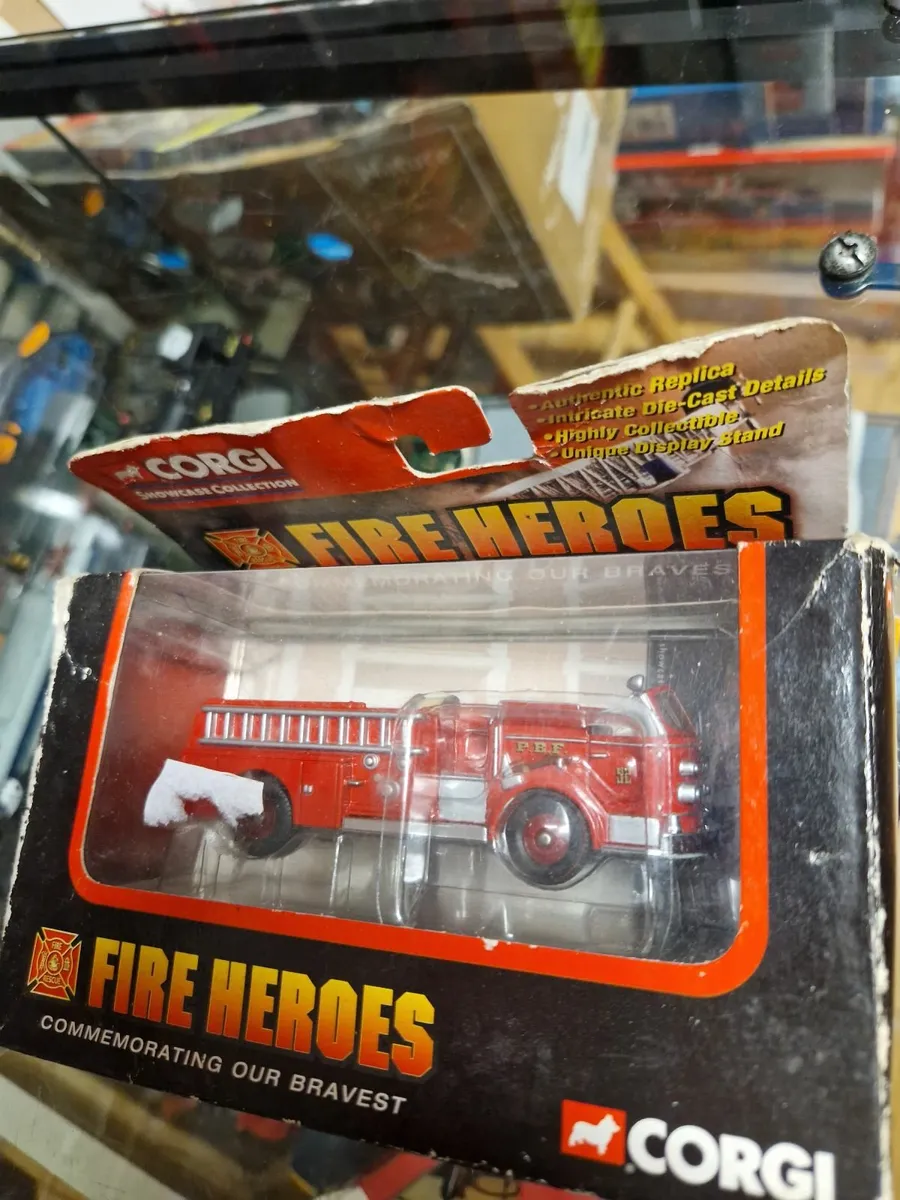 •Authentic Replica
•Intricate Die-Cast Details
•Highly Collectible
•Unique Display Stand
CORGI
SHOWCASE COLLECTION
FIRE HEROES
COMMEMORATING OUR BRAVES
P.B.F.
52
FIRE HEROES
COMMEMORATING OUR BRAVEST
CORGI